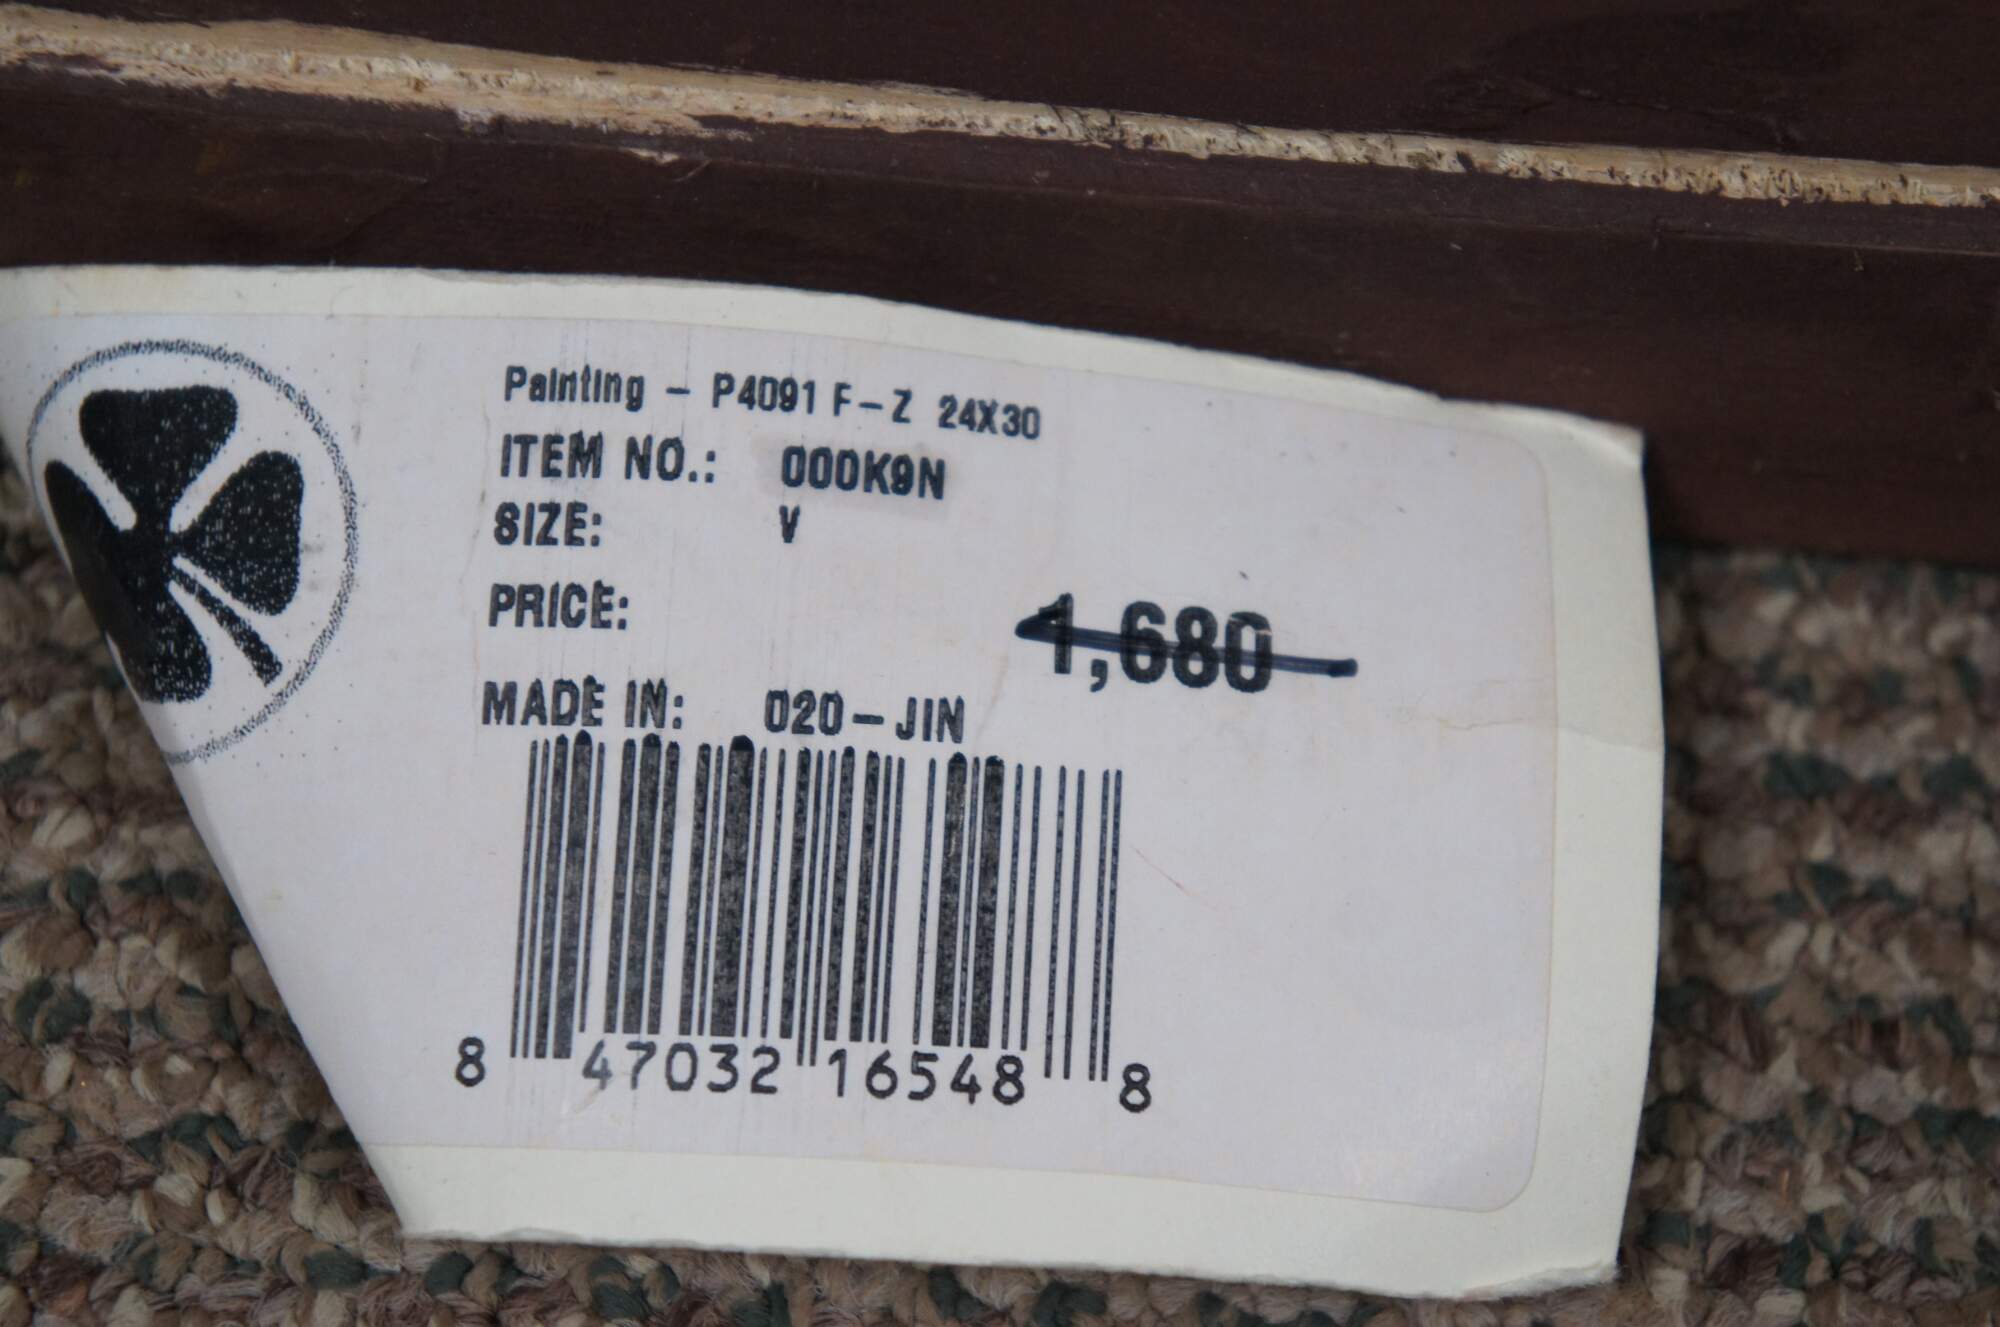 Painting - P4091 F-Z 24X30
ITEM NO.: 000K9N
SIZE: V
PRICE: 1,680
MADE IN: 020-JIN
8 47032 16548 8